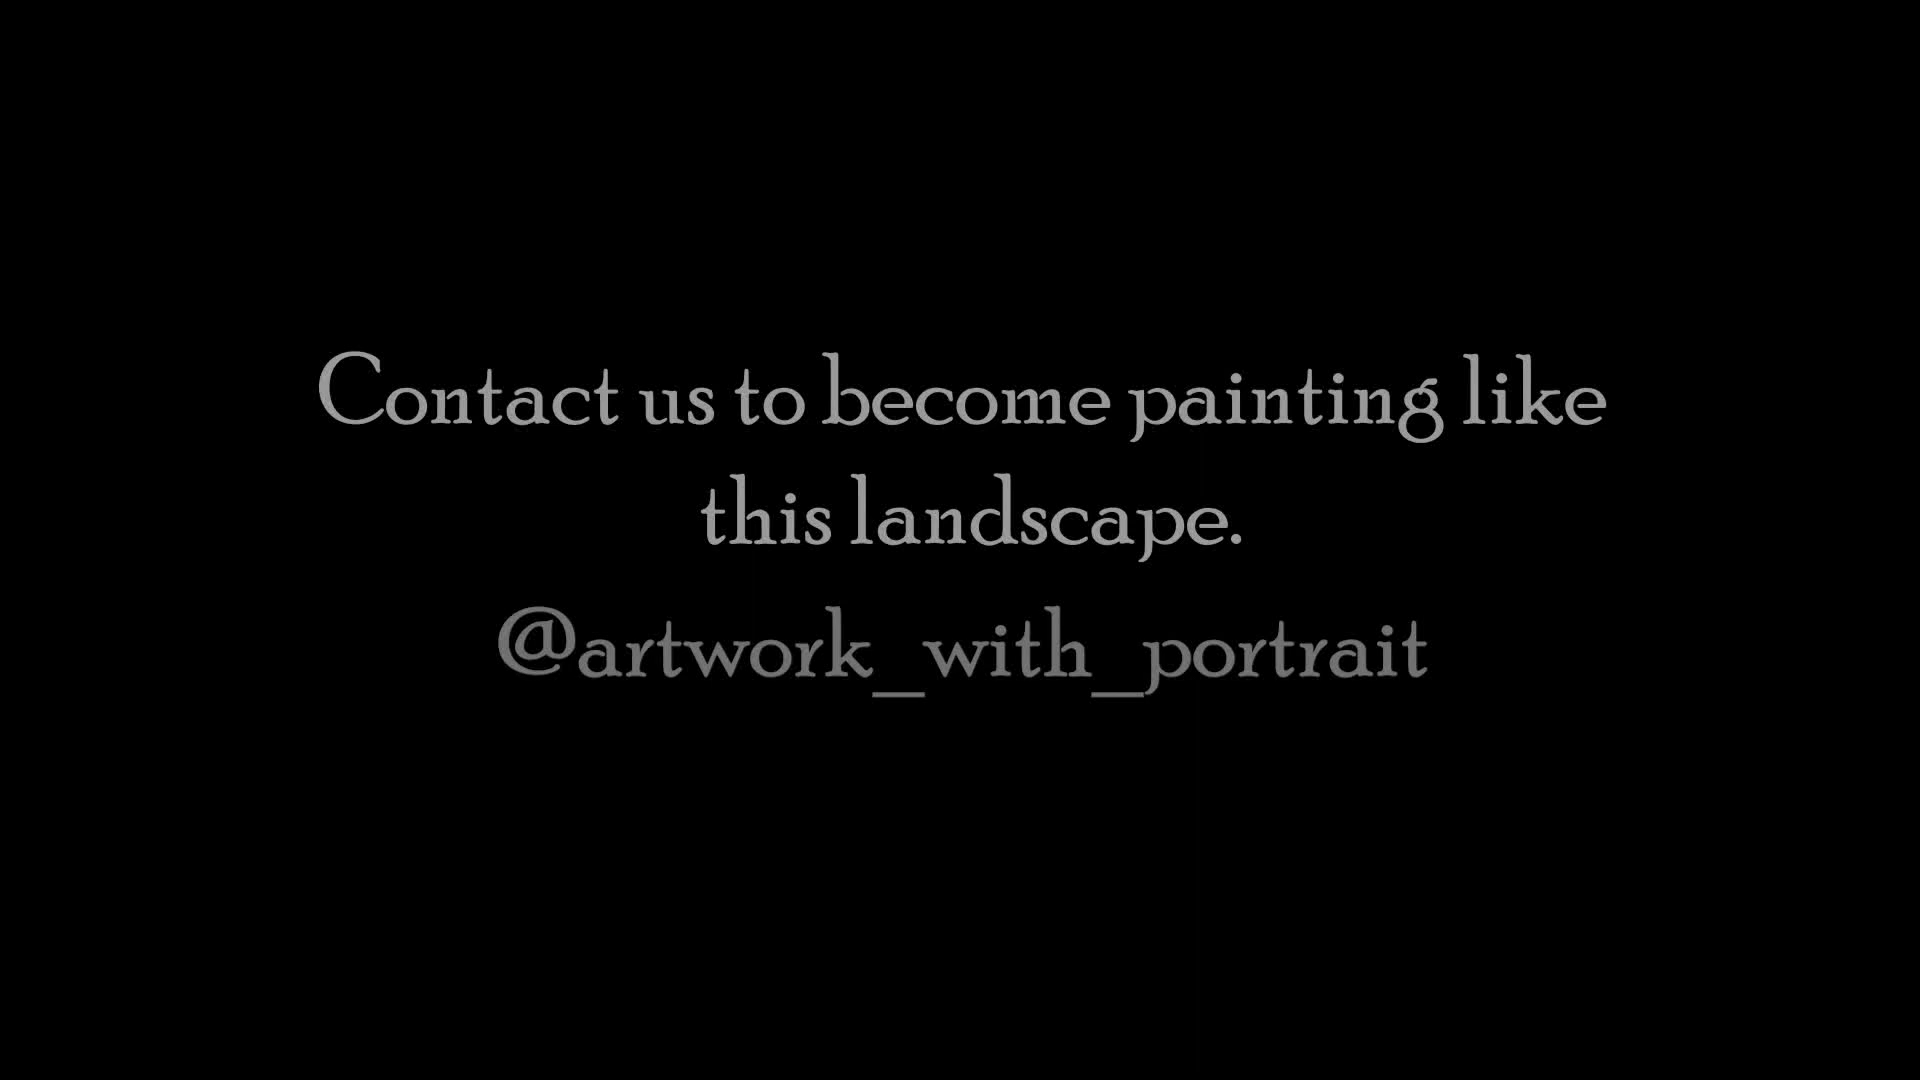 Contact us to become painting like
this landscape.
@artwork_with_portrait